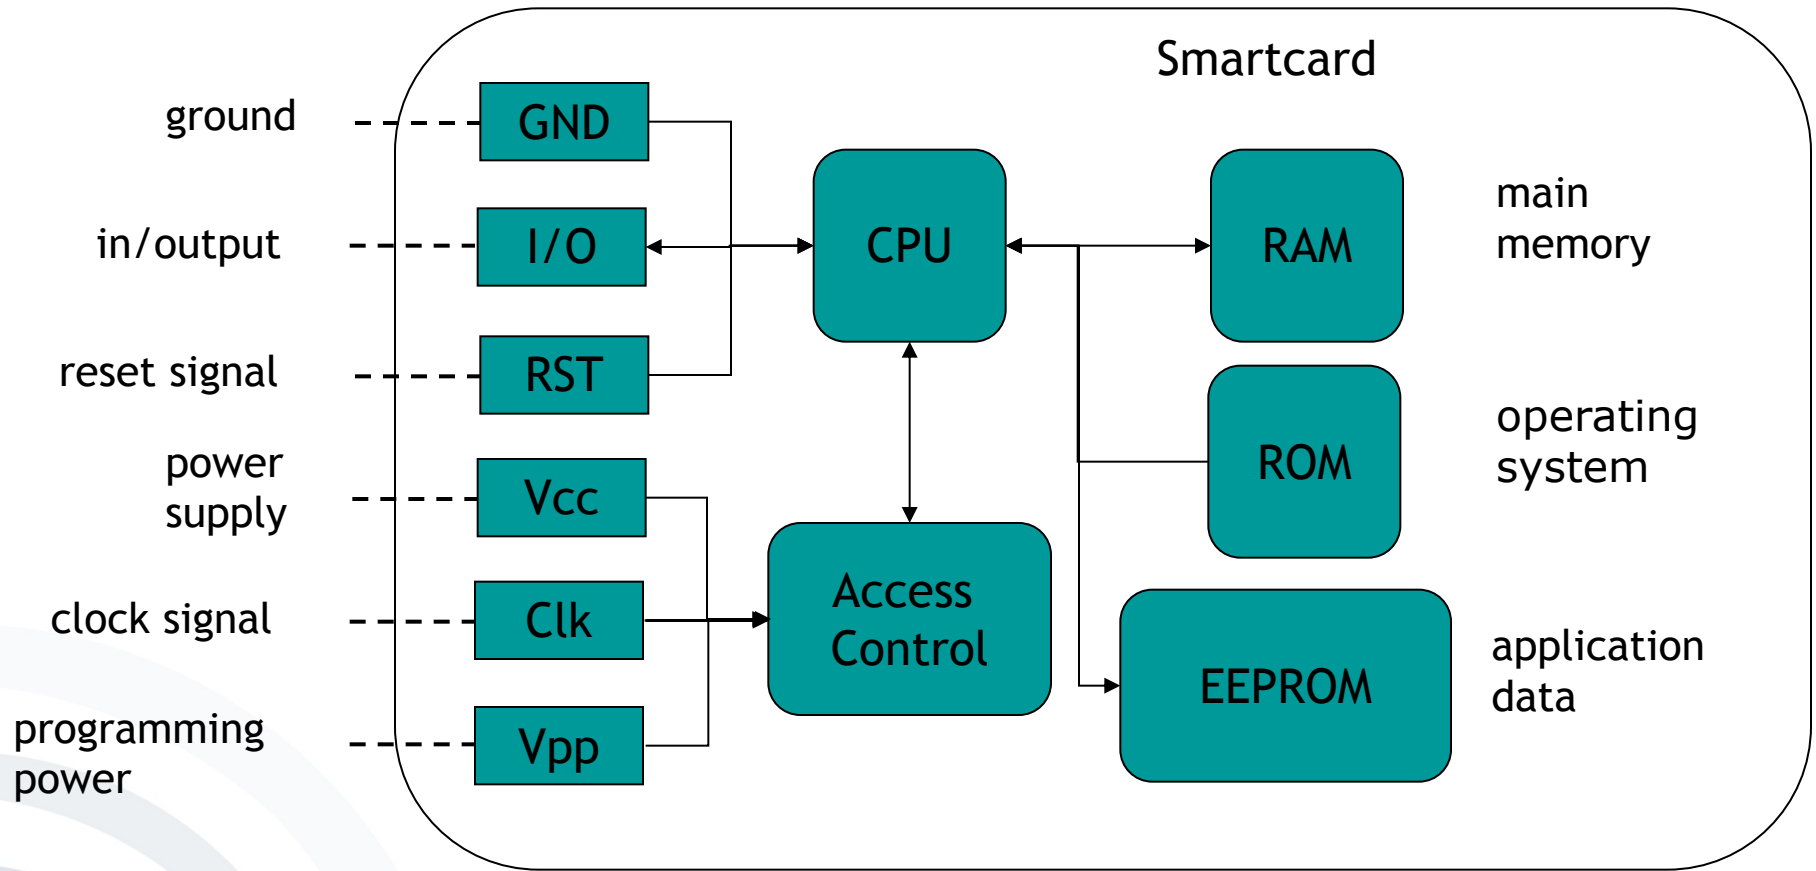 Smartcard
ground
GND
in/output
I/O
CPU
RAM
main
memory
reset signal
RST
ROM
operating
system
power
supply
Vcc
clock signal
Clk
Access
Control
EEPROM
application
data
programming
power
Vpp